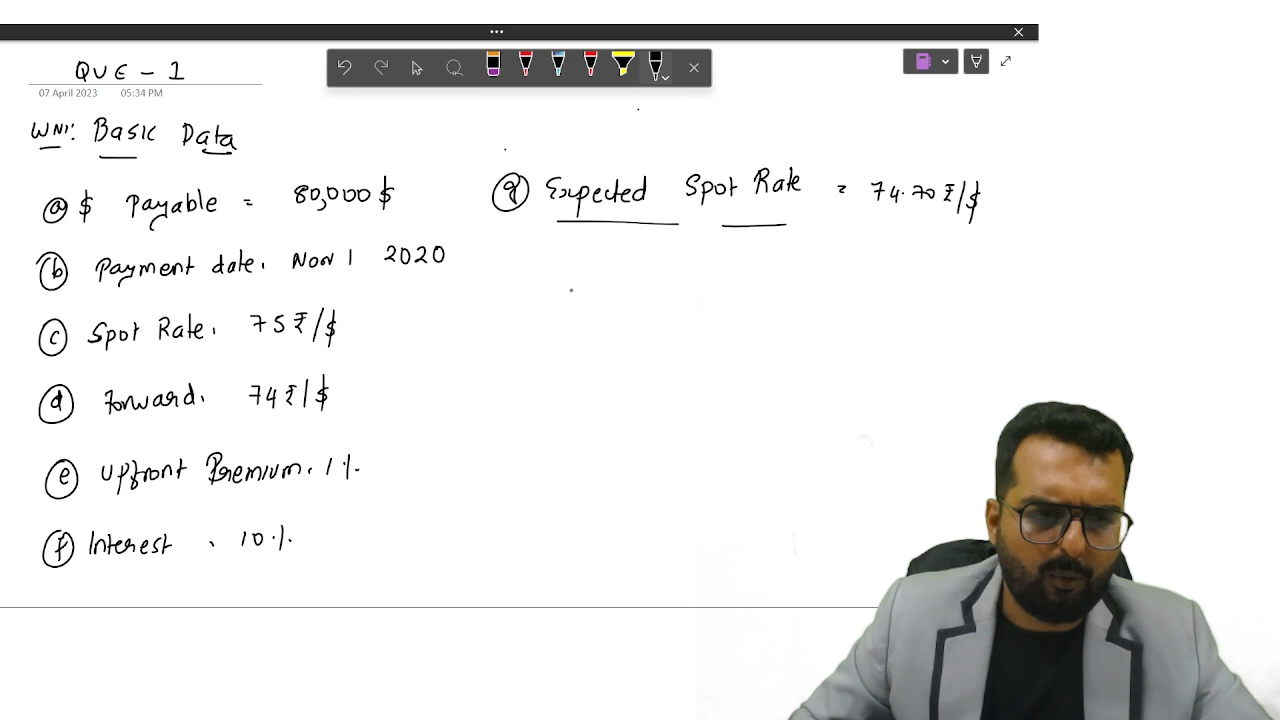 QUE - 1
07 April 2023 05:34 PM
WN1: Basic Data
(a) $ Payable = 80,000 $
(b) Payment date. Nov 1 2020
(c) Spot Rate. 75 ₹/$
(d) Forward. 74 ₹/$
(e) Upfront Premium. 1 %.
(f) Interest . 10 %.
(g) Expected Spot Rate = 74.70 ₹/$